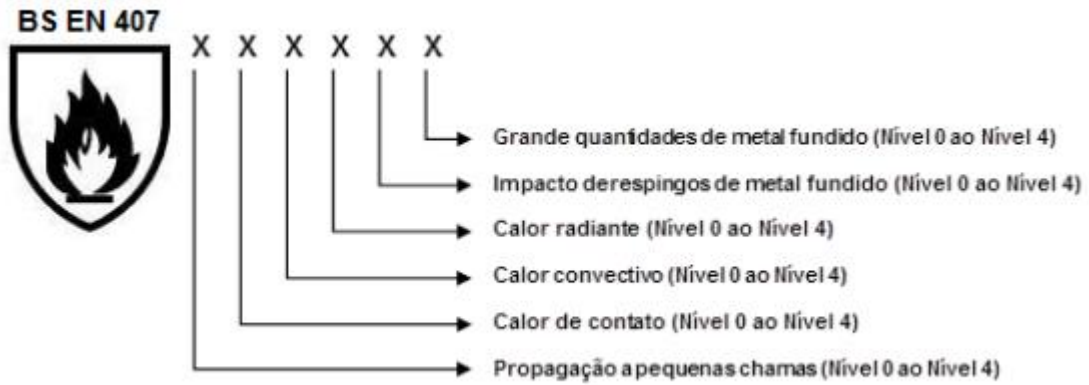 BS EN 407
X X X X X X
Grande quantidades de metal fundido (Nível 0 ao Nível 4)
Impacto derespingos de metal fundido (Nível 0 ao Nível 4)
Calor radiante (Nível 0 ao Nível 4)
Calor convectivo (Nível 0 ao Nível 4)
Calor de contato (Nível 0 ao Nível 4)
Propagação a pequenas chamas (Nível 0 ao Nível 4)